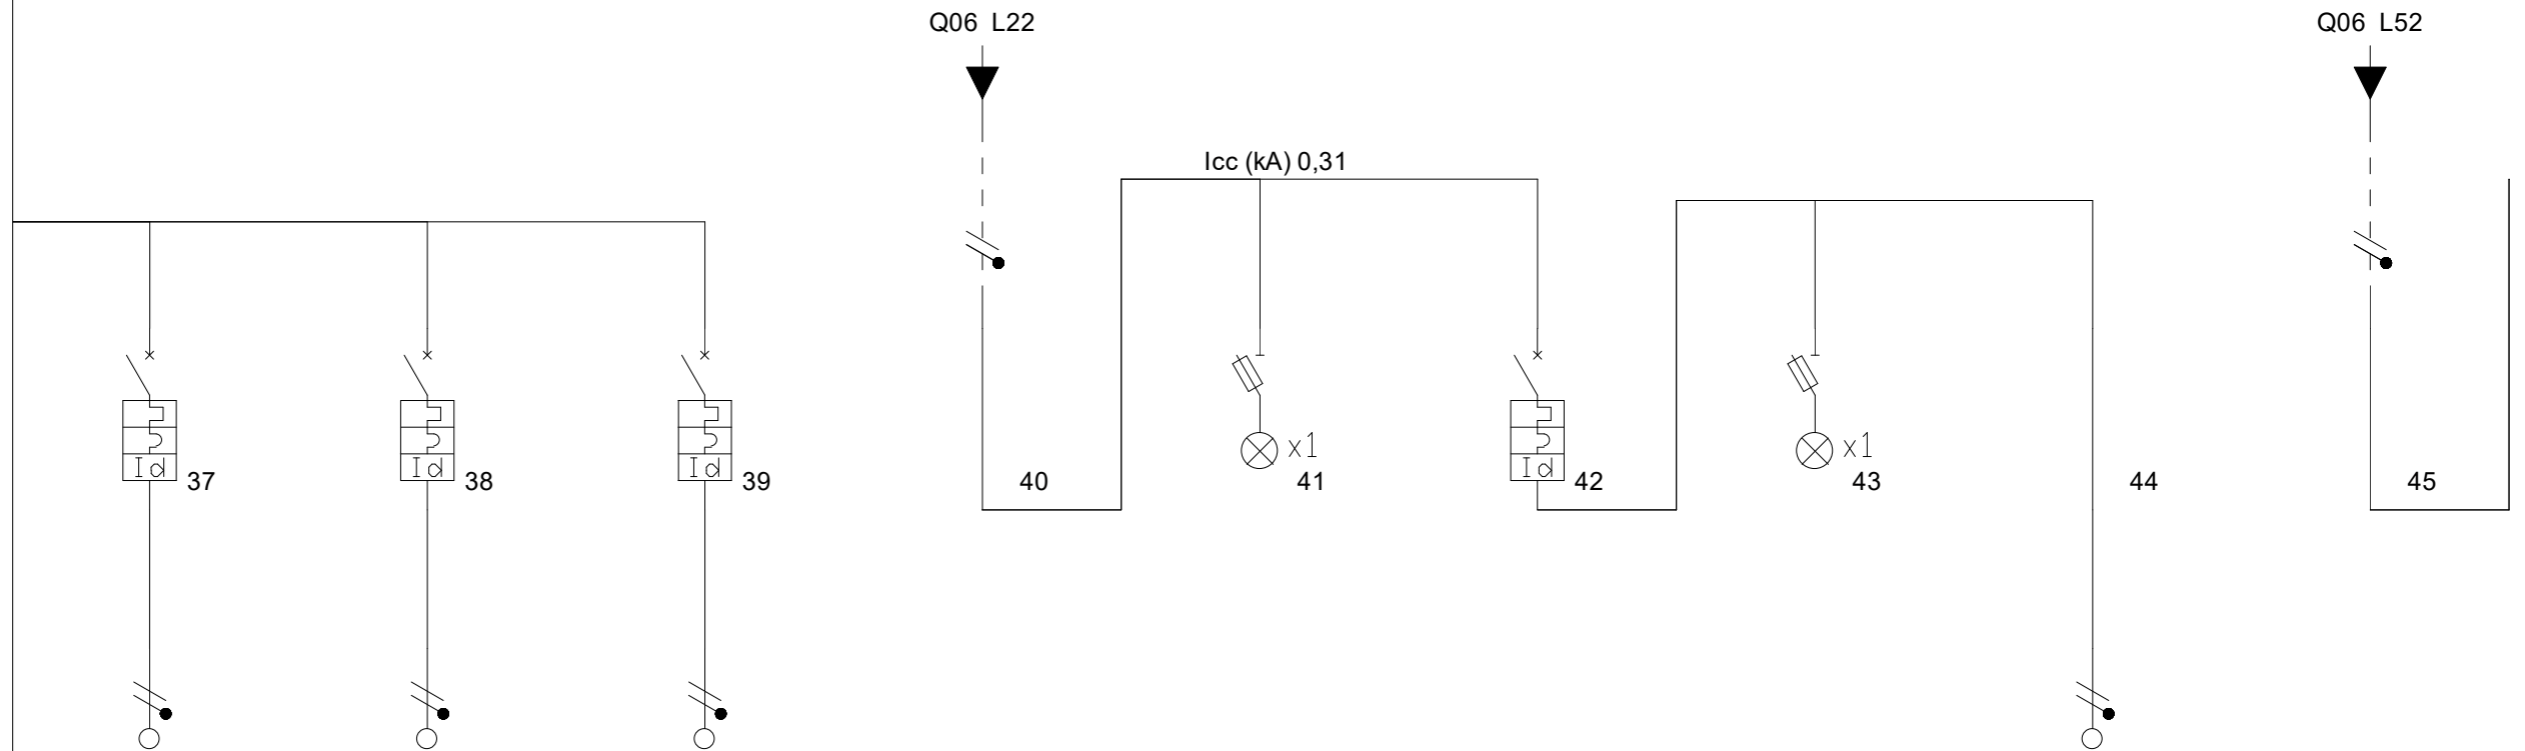 Q06 L22
Q06 L52
Icc (kA) 0,31
x1
x1
Id
Id
Id
Id
37
38
39
40
41
42
43
44
45